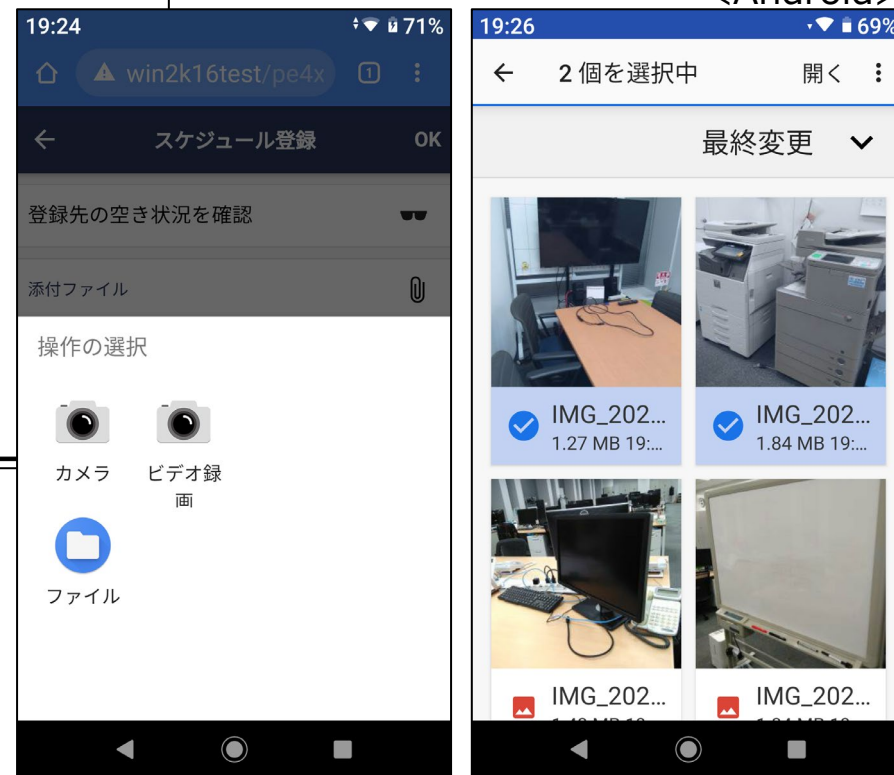 <Android>
19:24
71%
win2k16test/pe4x
1
スケジュール登録
OK
登録先の空き状況を確認
添付ファイル
操作の選択
カメラ
ビデオ録
画
ファイル
19:26
69%
2 個を選択中
開く
最終変更
IMG_202...
1.27 MB 19:...
IMG_202...
1.84 MB 19:...
IMG_202...
IMG_202...